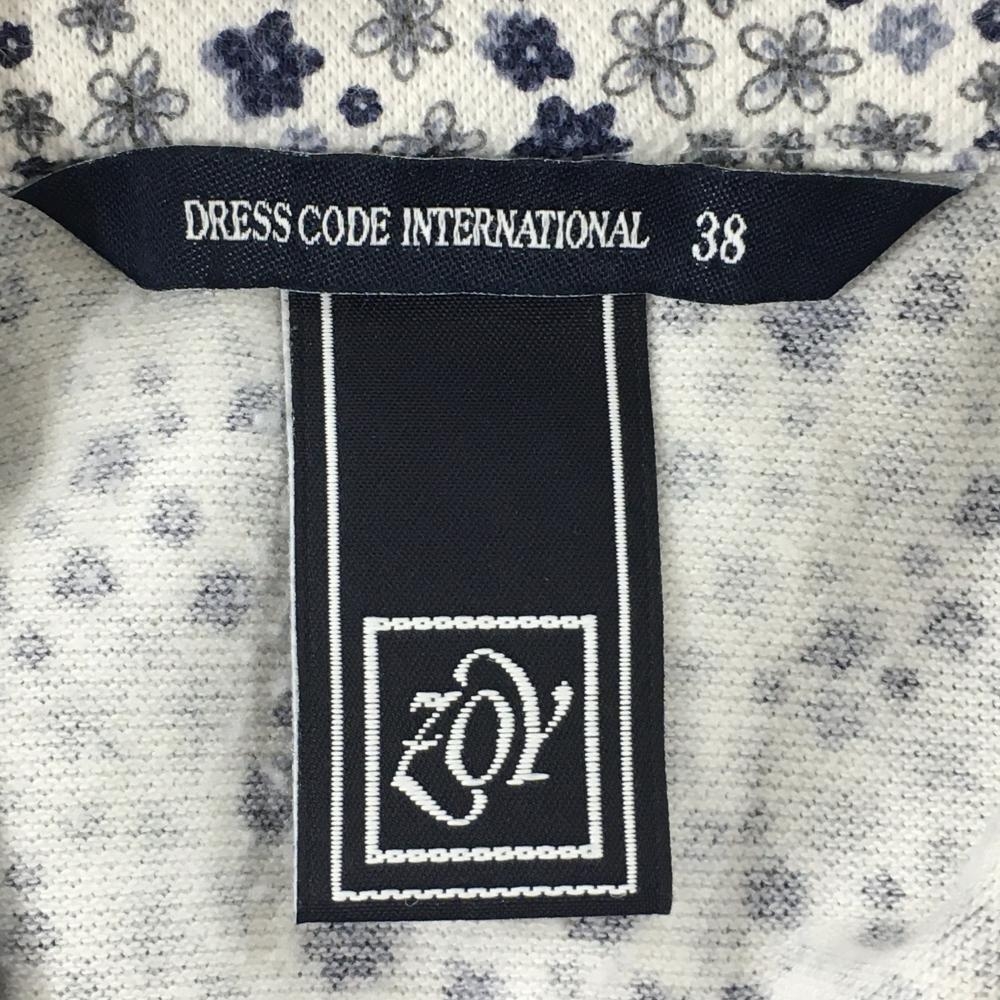 DRESS CODE INTERNATIONAL 38
ZOY